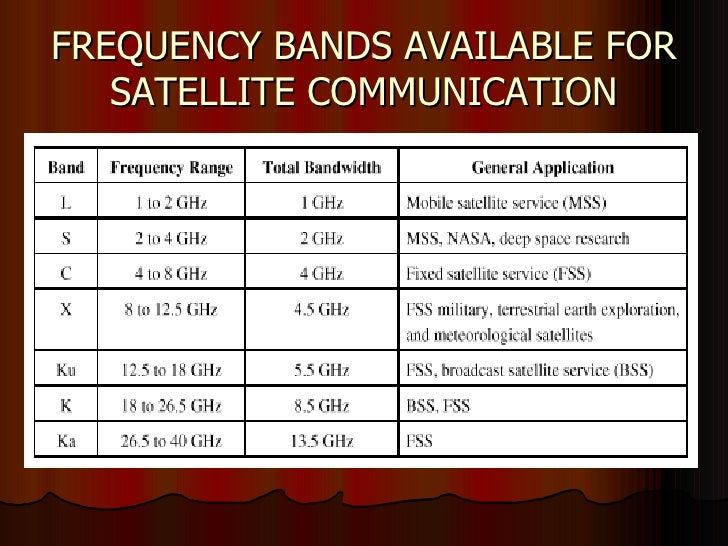 FREQUENCY BANDS AVAILABLE FOR
SATELLITE COMMUNICATION
Band Frequency Range Total Bandwidth General Application
L 1 to 2 GHz 1 GHz Mobile satellite service (MSS)
S 2 to 4 GHz 2 GHz MSS, NASA, deep space research
C 4 to 8 GHz 4 GHz Fixed satellite service (FSS)
X 8 to 12.5 GHz 4.5 GHz FSS military, terrestrial earth exploration,
and meteorological satellites
Ku 12.5 to 18 GHz 5.5 GHz FSS, broadcast satellite service (BSS)
K 18 to 26.5 GHz 8.5 GHz BSS, FSS
Ka 26.5 to 40 GHz 13.5 GHz FSS